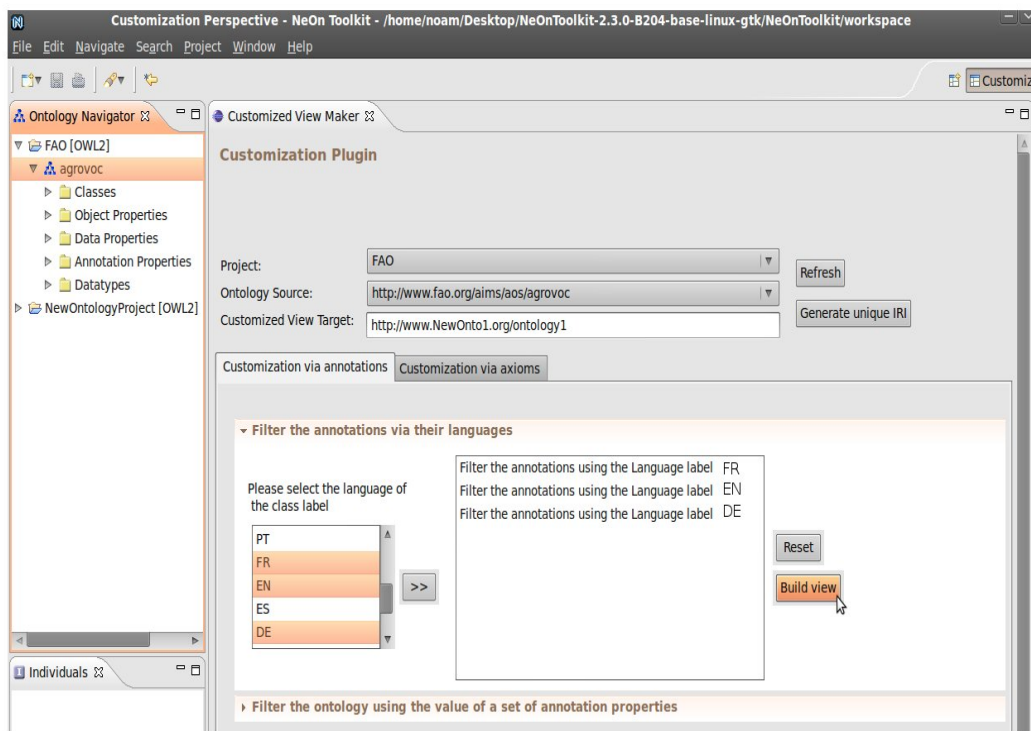 Customization Perspective - NeOn Toolkit - /home/noam/Desktop/NeOnToolkit-2.3.0-B204-base-linux-gtk/NeOnToolkit/workspace
File Edit Navigate Search Project Window Help
Customiz
Ontology Navigator
FAO [OWL2]
agrovoc
Classes
Object Properties
Data Properties
Annotation Properties
Datatypes
NewOntologyProject [OWL2]
Individuals
Customized View Maker
Customization Plugin
Project: FAO
Refresh
Ontology Source: http://www.fao.org/aims/aos/agrovoc
Customized View Target: http://www.NewOnto1.org/ontology1
Generate unique IRI
Customization via annotations Customization via axioms
Filter the annotations via their languages
Please select the language of
the class label
PT
FR
EN
ES
DE
>>
Filter the annotations using the Language label FR
Filter the annotations using the Language label EN
Filter the annotations using the Language label DE
Reset
Build view
Filter the ontology using the value of a set of annotation properties